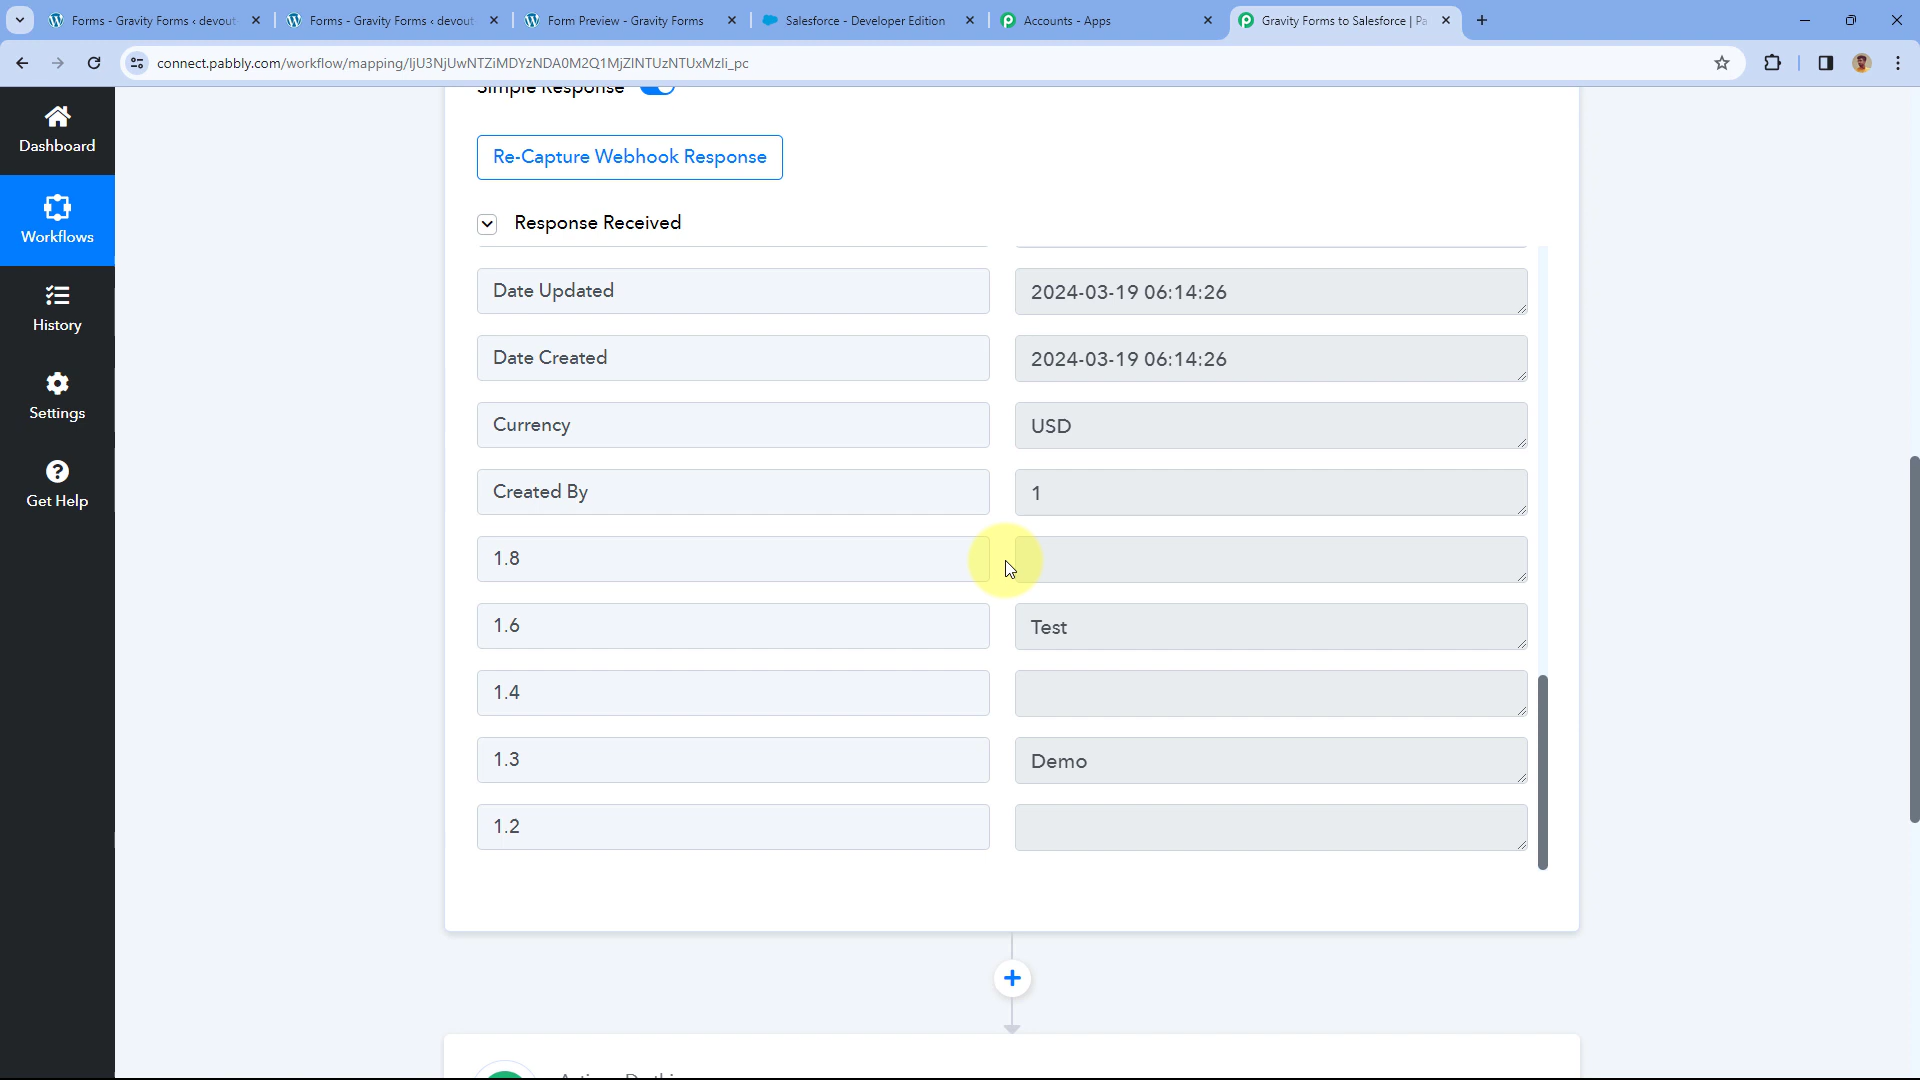 Forms - Gravity Forms ‹ devout
Forms - Gravity Forms ‹ devout
Form Preview - Gravity Forms
Salesforce - Developer Edition
Accounts - Apps
Gravity Forms to Salesforce | Pa
connect.pabbly.com/workflow/mapping/IjU3NjUwNTZiMDYzNDA0M2Q1MjZlNTUzNTUxMzIi_pc
Dashboard
Workflows
History
Settings
Get Help
Simple Response
Re-Capture Webhook Response
Response Received
Date Updated
2024-03-19 06:14:26
Date Created
2024-03-19 06:14:26
Currency
USD
Created By
1
1.8
1.6
Test
1.4
1.3
Demo
1.2